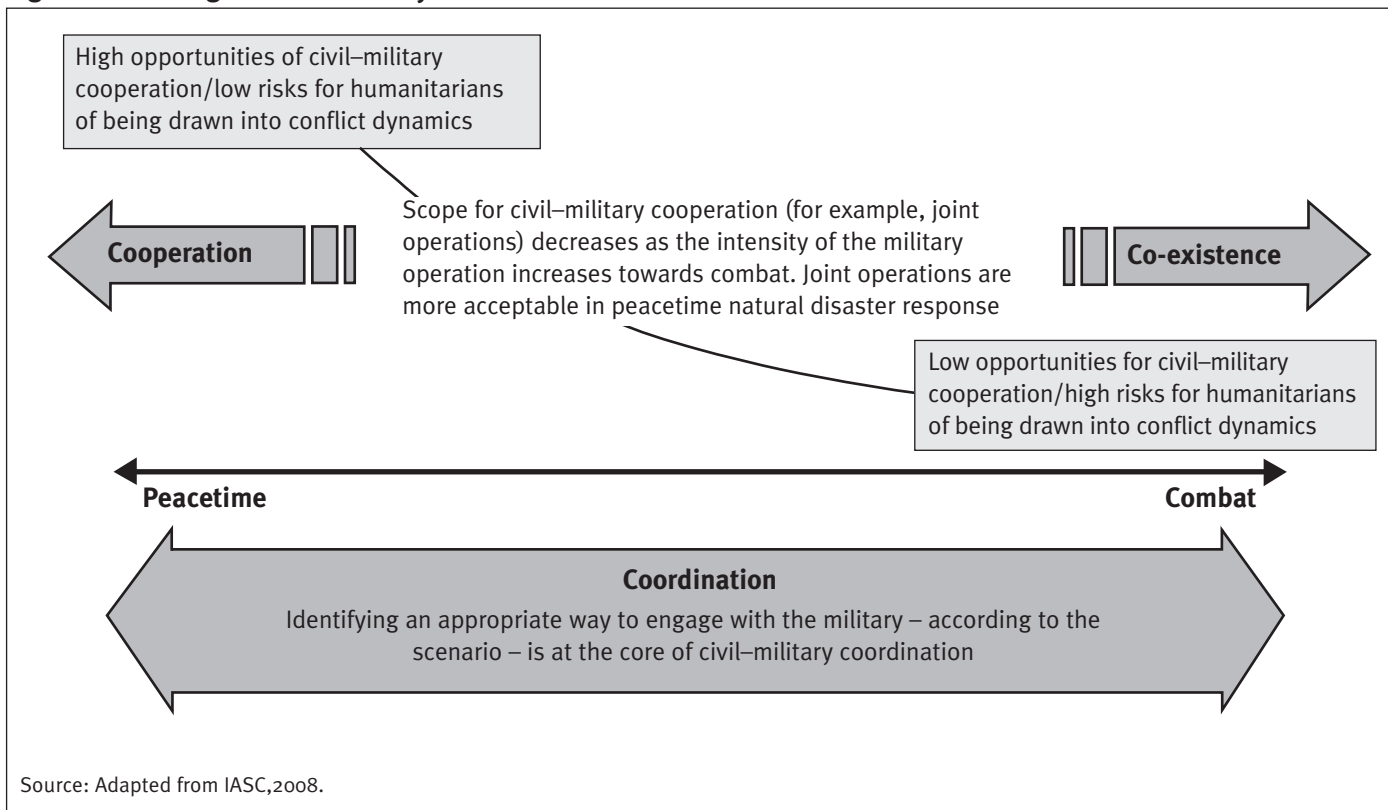 High opportunities of civil–military
cooperation/low risks for humanitarians
of being drawn into conflict dynamics
Cooperation
Scope for civil–military cooperation (for example, joint
operations) decreases as the intensity of the military
operation increases towards combat. Joint operations are
more acceptable in peacetime natural disaster response
Co-existence
Low opportunities for civil–military
cooperation/high risks for humanitarians
of being drawn into conflict dynamics
Peacetime
Combat
Coordination
Identifying an appropriate way to engage with the military – according to the
scenario – is at the core of civil–military coordination
Source: Adapted from IASC,2008.